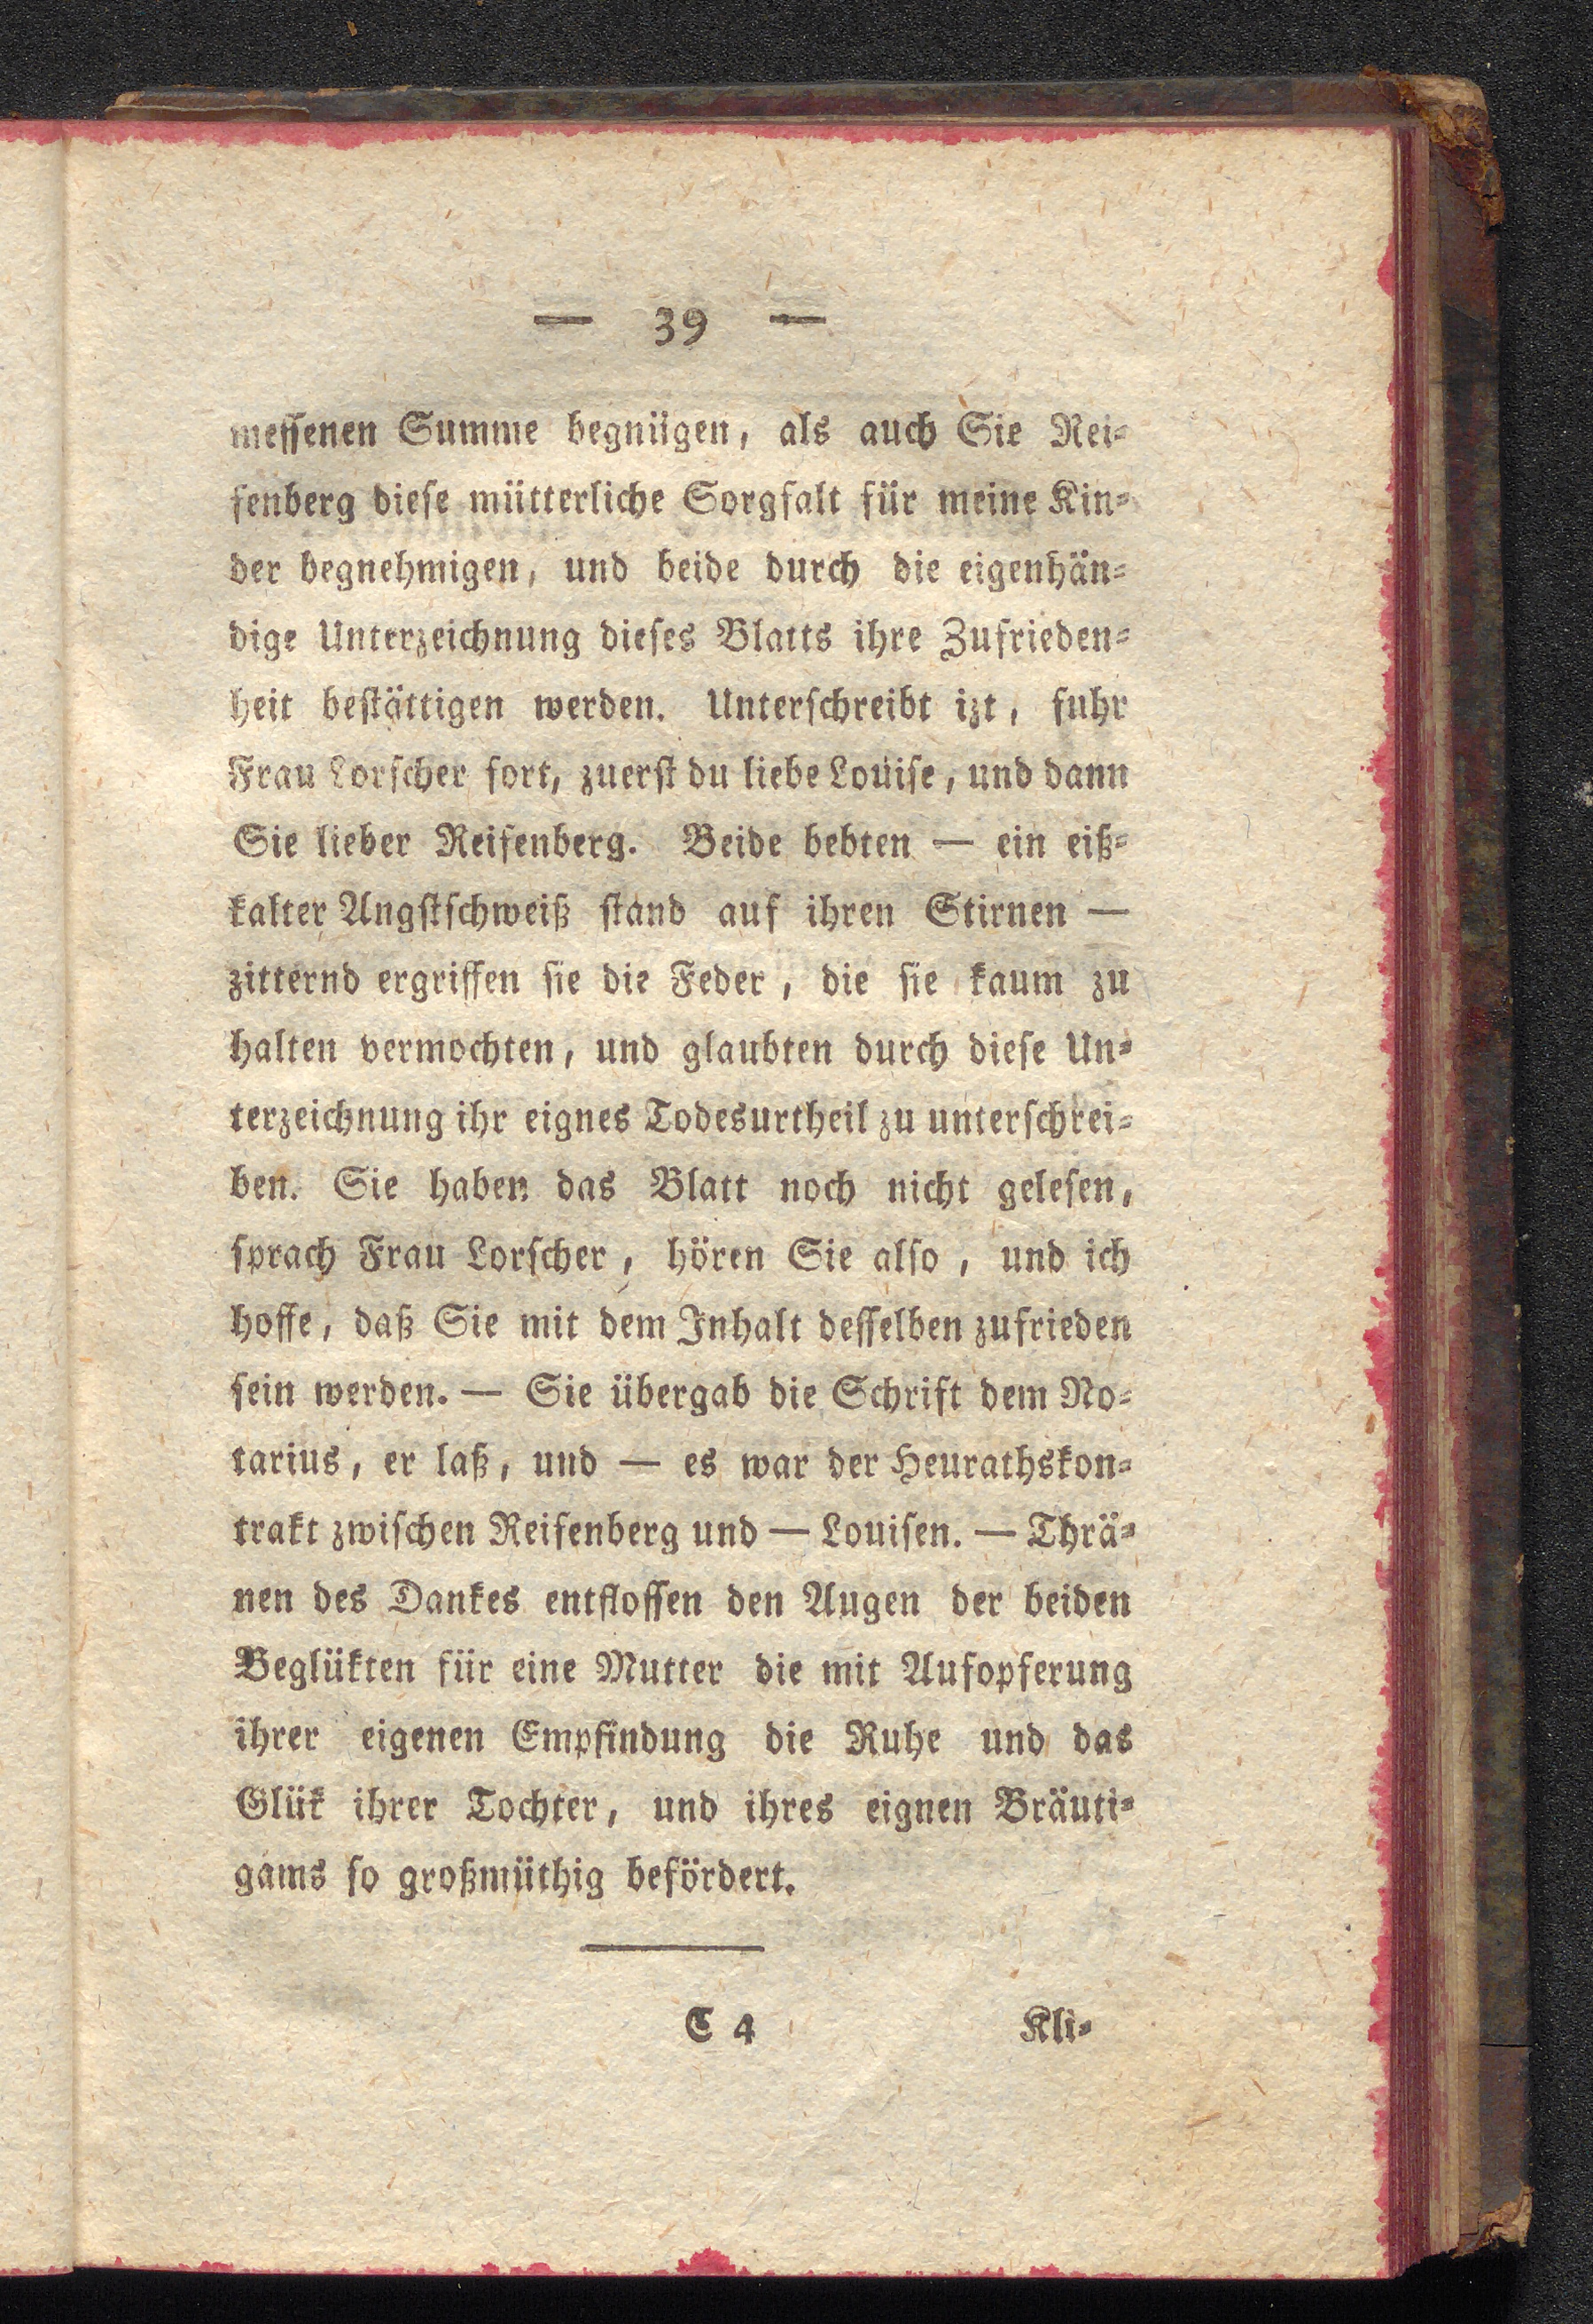 — 39 —
messenen Summe begnügen, als auch Sie Rei-
fenberg diese mütterliche Sorgfalt für meine Kin-
der begnehmigen, und beide durch die eigenhän-
dige Unterzeichnung dieses Blatts ihre Zufrieden-
heit bestättigen werden. Unterschreibt izt, fuhr
Frau Lorscher fort, zuerst du liebe Louise, und dann
Sie lieber Reifenberg. Beide bebten — ein eiß-
kalter Angstschweiß stand auf ihren Stirnen —
zitternd ergriffen sie die Feder, die sie kaum zu
halten vermochten, und glaubten durch diese Un-
terzeichnung ihr eignes Todesurtheil zu unterschrei-
ben. Sie haben das Blatt noch nicht gelesen,
sprach Frau Lorscher, hören Sie also, und ich
hoffe, daß Sie mit dem Inhalt desselben zufrieden
sein werden. — Sie übergab die Schrift dem No-
tarius, er laß, und — es war der Heurathskon-
trakt zwischen Reifenberg und — Louisen. — Thrä-
nen des Dankes entflossen den Augen der beiden
Beglükten für eine Mutter die mit Aufopferung
ihrer eigenen Empfindung die Ruhe und das
Glük ihrer Tochter, und ihres eignen Bräuti-
gams so großmüthig befördert.
C 4 Kli-